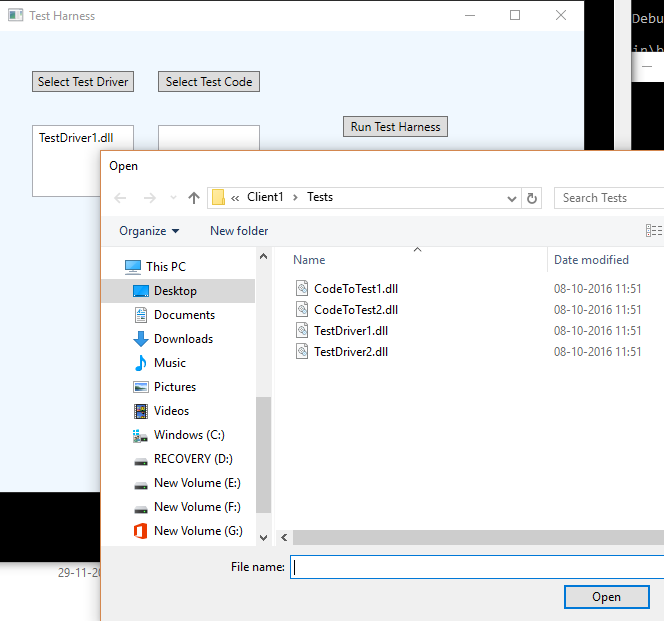 Test Harness
Debu
in\b
Select Test Driver
Select Test Code
Run Test Harness
TestDriver1.dll
Open
« Client1 › Tests
Search Tests
Organize
New folder
Name
Date modified
This PC
Desktop
Documents
Downloads
Music
Pictures
Videos
Windows (C:)
RECOVERY (D:)
New Volume (E:)
New Volume (F:)
New Volume (G:)
CodeToTest1.dll 08-10-2016 11:51
CodeToTest2.dll 08-10-2016 11:51
TestDriver1.dll 08-10-2016 11:51
TestDriver2.dll 08-10-2016 11:51
File name:
Open
29-11-20